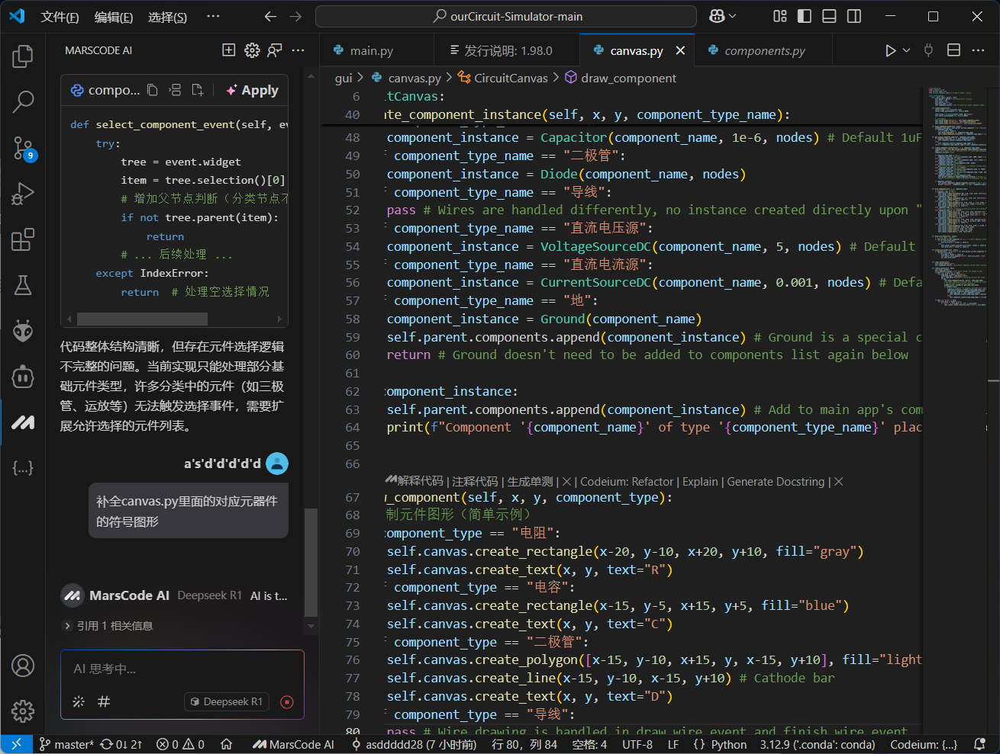 文件(F) 编辑(E) 选择(S) ···
ourCircuit-Simulator-main
MARSCODE AI
compo...
Apply
def select_component_event(self, ev
try:
tree = event.widget
item = tree.selection()[0]
# 增加父节点判断（分类节点不
if not tree.parent(item):
return
# ... 后续处理 ...
except IndexError:
return # 处理空选择情况
代码整体结构清晰，但存在元件选择逻辑
不完整的问题。当前实现只能处理部分基
础元件类型，许多分类中的元件（如三极
管、运放等）无法触发选择事件，需要扩
展允许选择的元件列表。
a's'd'd'd'd'd
补全canvas.py里面的对应元器件
的符号图形
MarsCode AI Deepseek R1 AI is t...
引用 1 相关信息
AI 思考中...
Deepseek R1
main.py
发行说明: 1.98.0
canvas.py
components.py
gui > canvas.py > CircuitCanvas > draw_component
6 tCanvas:
40 te_component_instance(self, x, y, component_type_name):
48 component_instance = Capacitor(component_name, 1e-6, nodes) # Default 1uF
49 component_type_name == "二极管":
50 component_instance = Diode(component_name, nodes)
51 component_type_name == "导线":
52 pass # Wires are handled differently, no instance created directly upon "
53 component_type_name == "直流电压源":
54 component_instance = VoltageSourceDC(component_name, 5, nodes) # Default
55 component_type_name == "直流电流源":
56 component_instance = CurrentSourceDC(component_name, 0.001, nodes) # Defa
57 component_type_name == "地":
58 component_instance = Ground(component_name)
59 self.parent.components.append(component_instance) # Ground is a special c
60 return # Ground doesn't need to be added to components list again below
61
62 omponent_instance:
63 self.parent.components.append(component_instance) # Add to main app's com
64 print(f"Component '{component_name}' of type '{component_type_name}' plac
65
66
解释代码 | 注释代码 | 生成单测 | X | Codeium: Refactor | Explain | Generate Docstring | X
67 _component(self, x, y, component_type):
68 制元件图形（简单示例）
69 omponent_type == "电阻":
70 self.canvas.create_rectangle(x-20, y-10, x+20, y+10, fill="gray")
71 self.canvas.create_text(x, y, text="R")
72 component_type == "电容":
73 self.canvas.create_rectangle(x-15, y-5, x+15, y+5, fill="blue")
74 self.canvas.create_text(x, y, text="C")
75 component_type == "二极管":
76 self.canvas.create_polygon([x-15, y-10, x+15, y, x-15, y+10], fill="light
77 self.canvas.create_line(x-15, y-10, x-15, y+10) # Cathode bar
78 self.canvas.create_text(x, y, text="D")
79 component_type == "导线":
80 pass # Wire drawing is handled in draw_wire_event and finish_wire_event
9
master* 0↓ 2↑ 0 0 MarsCode AI asddddd28 (7 小时前) 行 80，列 84 空格: 4 UTF-8 LF {} Python 3.12.9 ('.conda': conda) Codeium: {...}